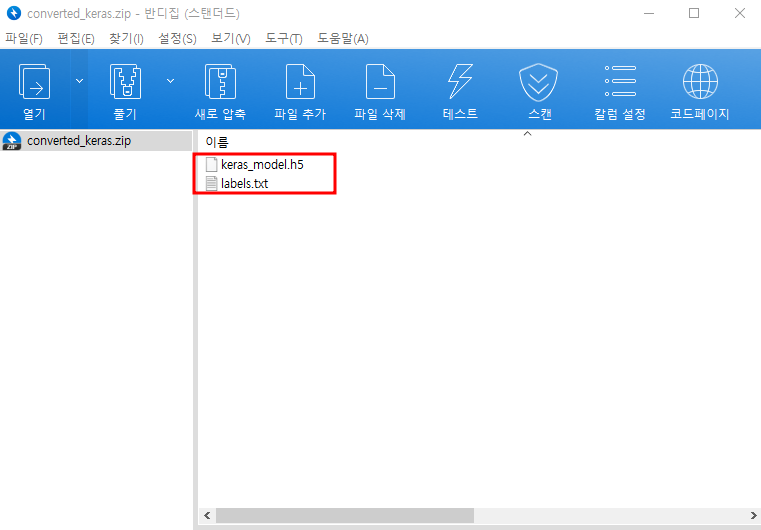 converted_keras.zip - 반디집 (스탠더드)
파일(F) 편집(E) 찾기(I) 설정(S) 보기(V) 도구(T) 도움말(A)
열기 풀기 새로 압축 파일 추가 파일 삭제 테스트 스캔 칼럼 설정 코드페이지
converted_keras.zip
ZIP
이름
keras_model.h5
labels.txt